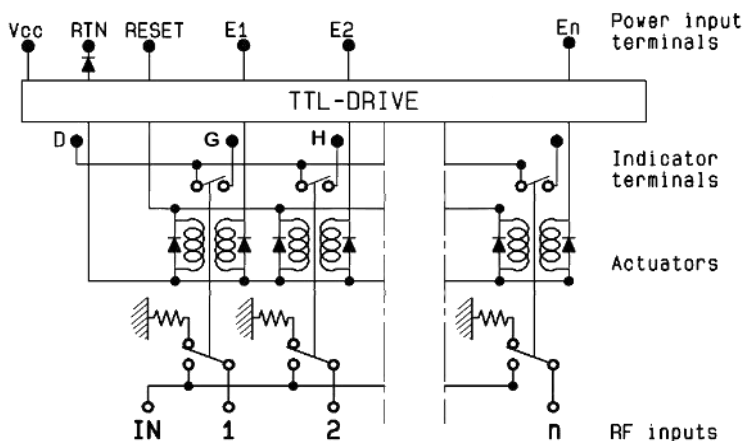 Vcc RTN RESET E1 E2 En Power input
terminals
TTL-DRIVE
D G H Indicator
terminals
Actuators
IN 1 2 n RF inputs